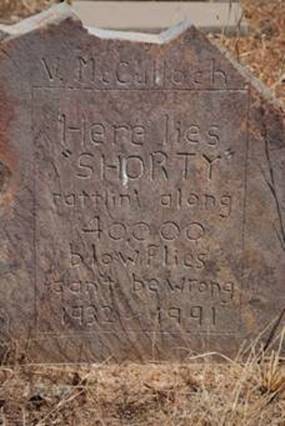 V. McCulloch
Here lies
"SHORTY"
rattlin' along
40000
blowflies
can't be wrong
1932 - 1991